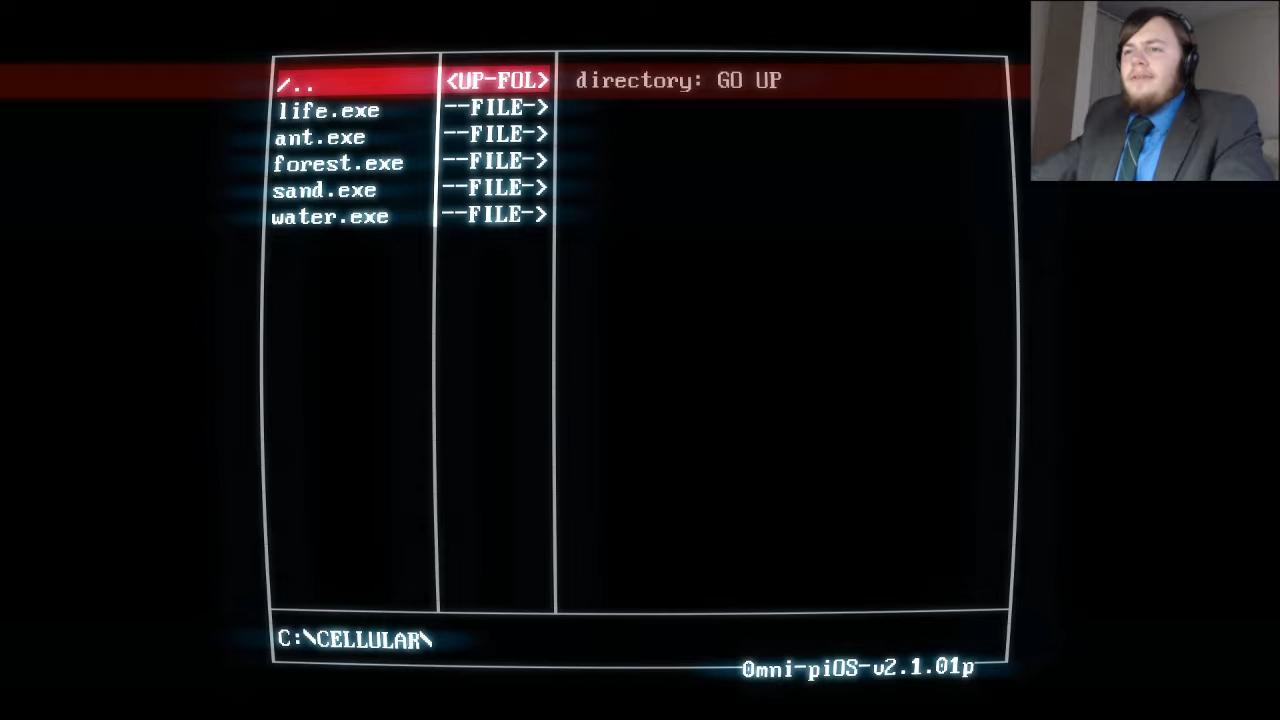 /.. <UP-FOL> directory: GO UP
life.exe --FILE->
ant.exe --FILE->
forest.exe --FILE->
sand.exe --FILE->
water.exe --FILE->
C:\CELLULAR\
0mni-piOS-v2.1.01p